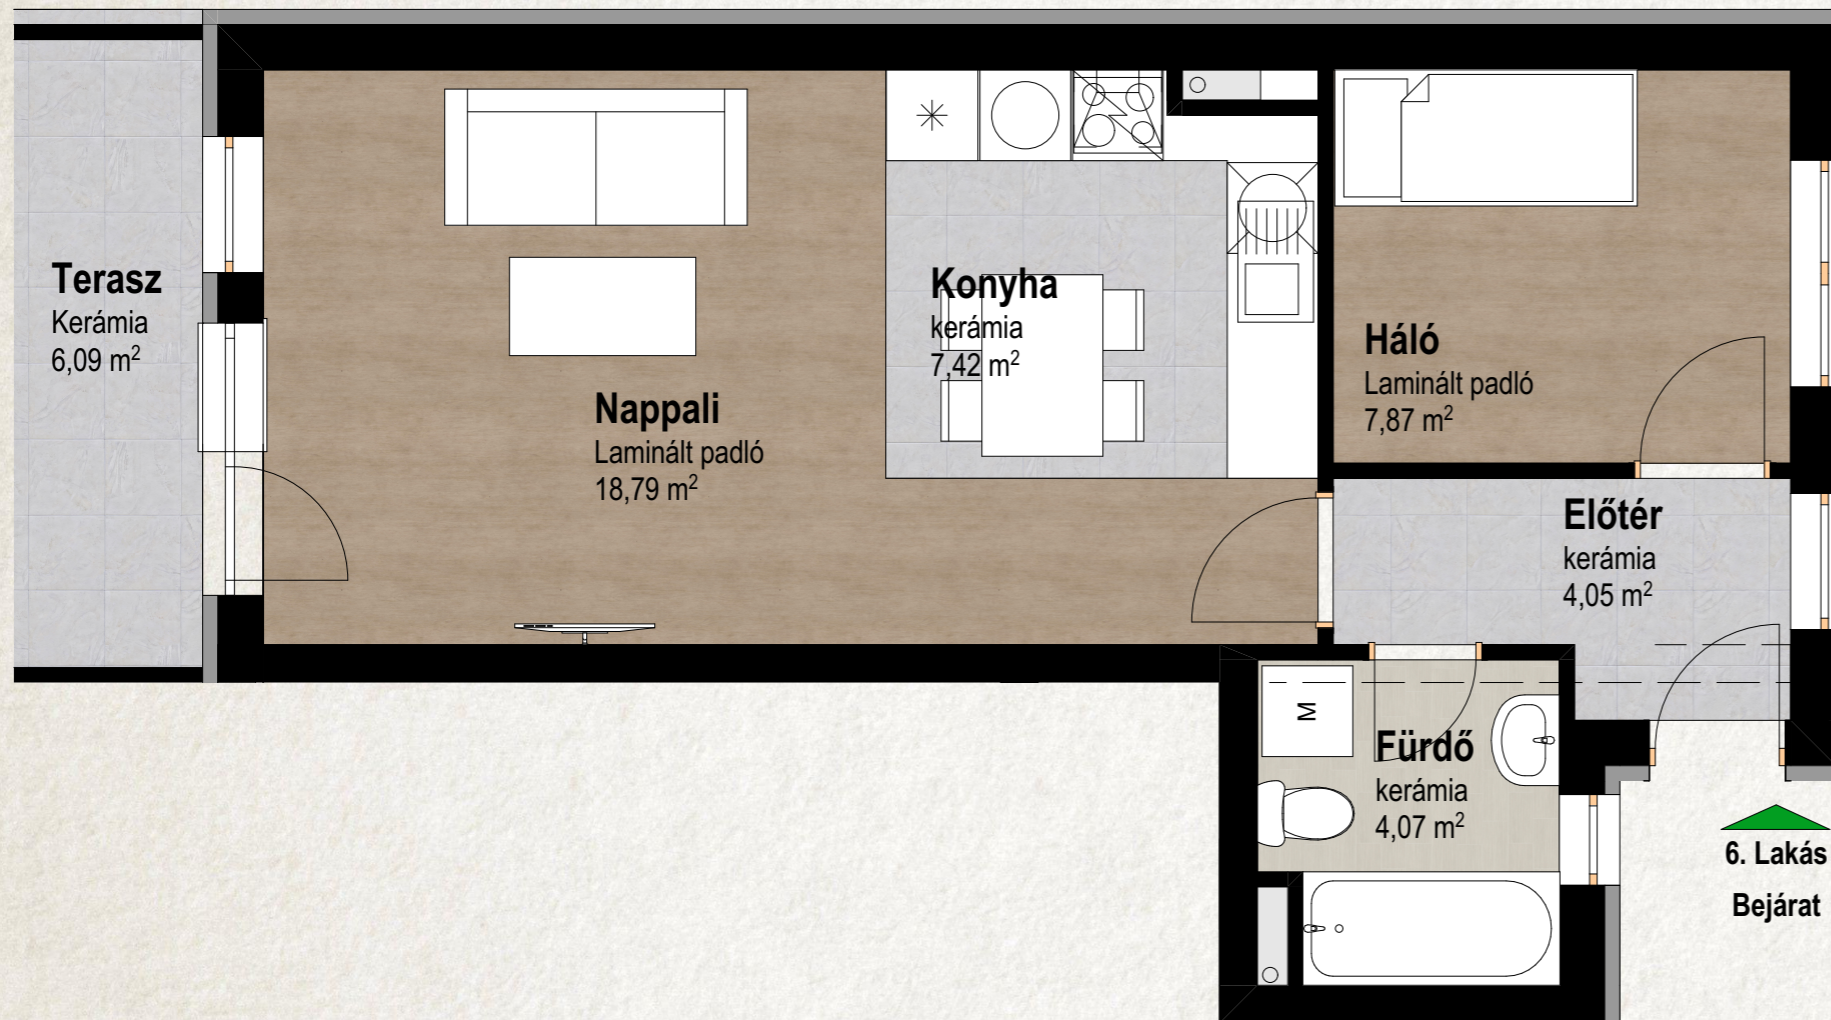 Terasz
Kerámia
6,09 m²
Nappali
Laminált padló
18,79 m²
Konyha
kerámia
7,42 m²
Háló
Laminált padló
7,87 m²
Előtér
kerámia
4,05 m²
M
Fürdő
kerámia
4,07 m²
6. Lakás
Bejárat